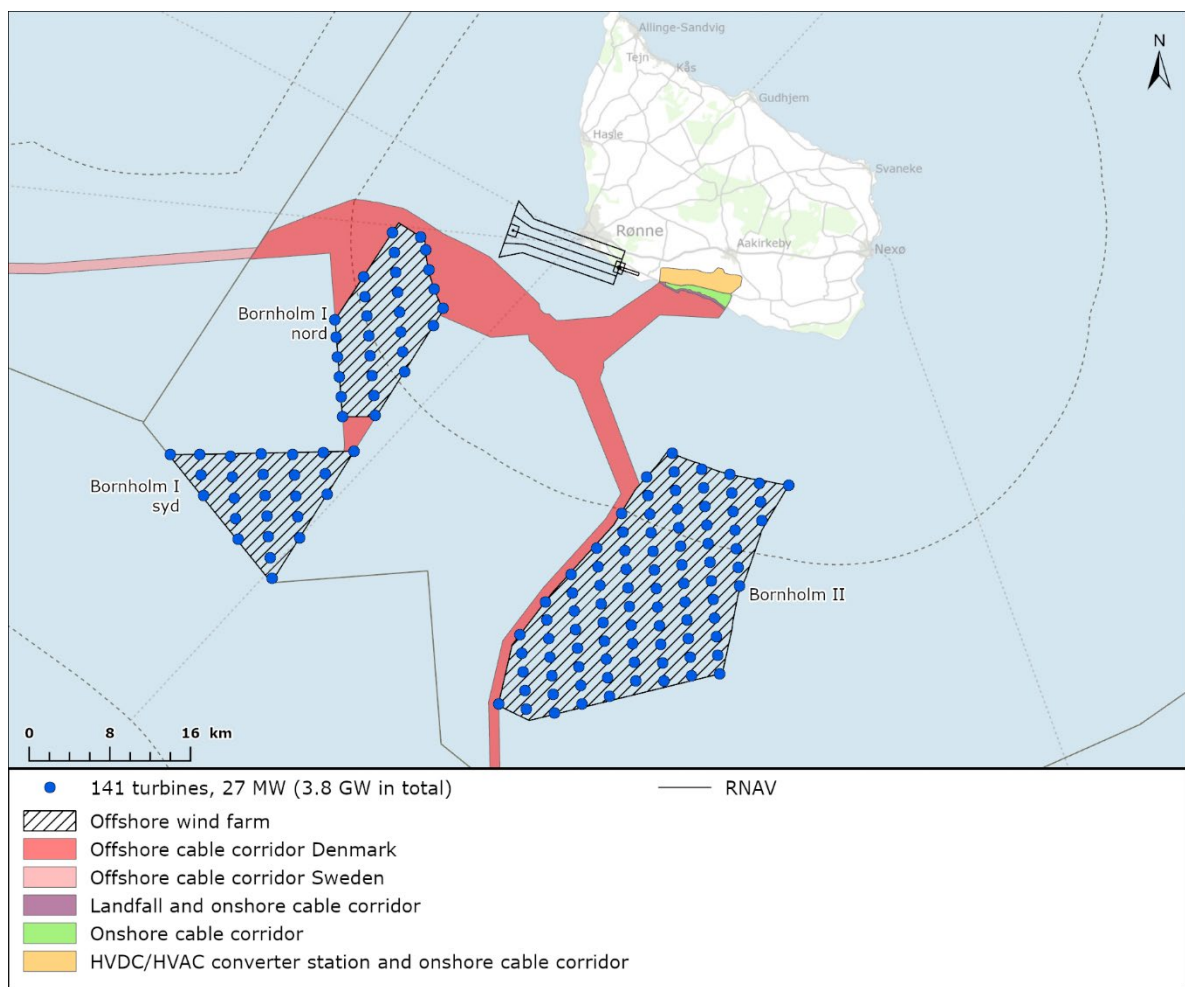 Allinge-Sandvig
N
Tejn
Kås
Gudhjem
Hasle
Svaneke
Rønne
Aakirkeby
Nexø
Bornholm I
nord
Bornholm I
syd
Bornholm II
0 8 16 km
141 turbines, 27 MW (3.8 GW in total)
RNAV
Offshore wind farm
Offshore cable corridor Denmark
Offshore cable corridor Sweden
Landfall and onshore cable corridor
Onshore cable corridor
HVDC/HVAC converter station and onshore cable corridor